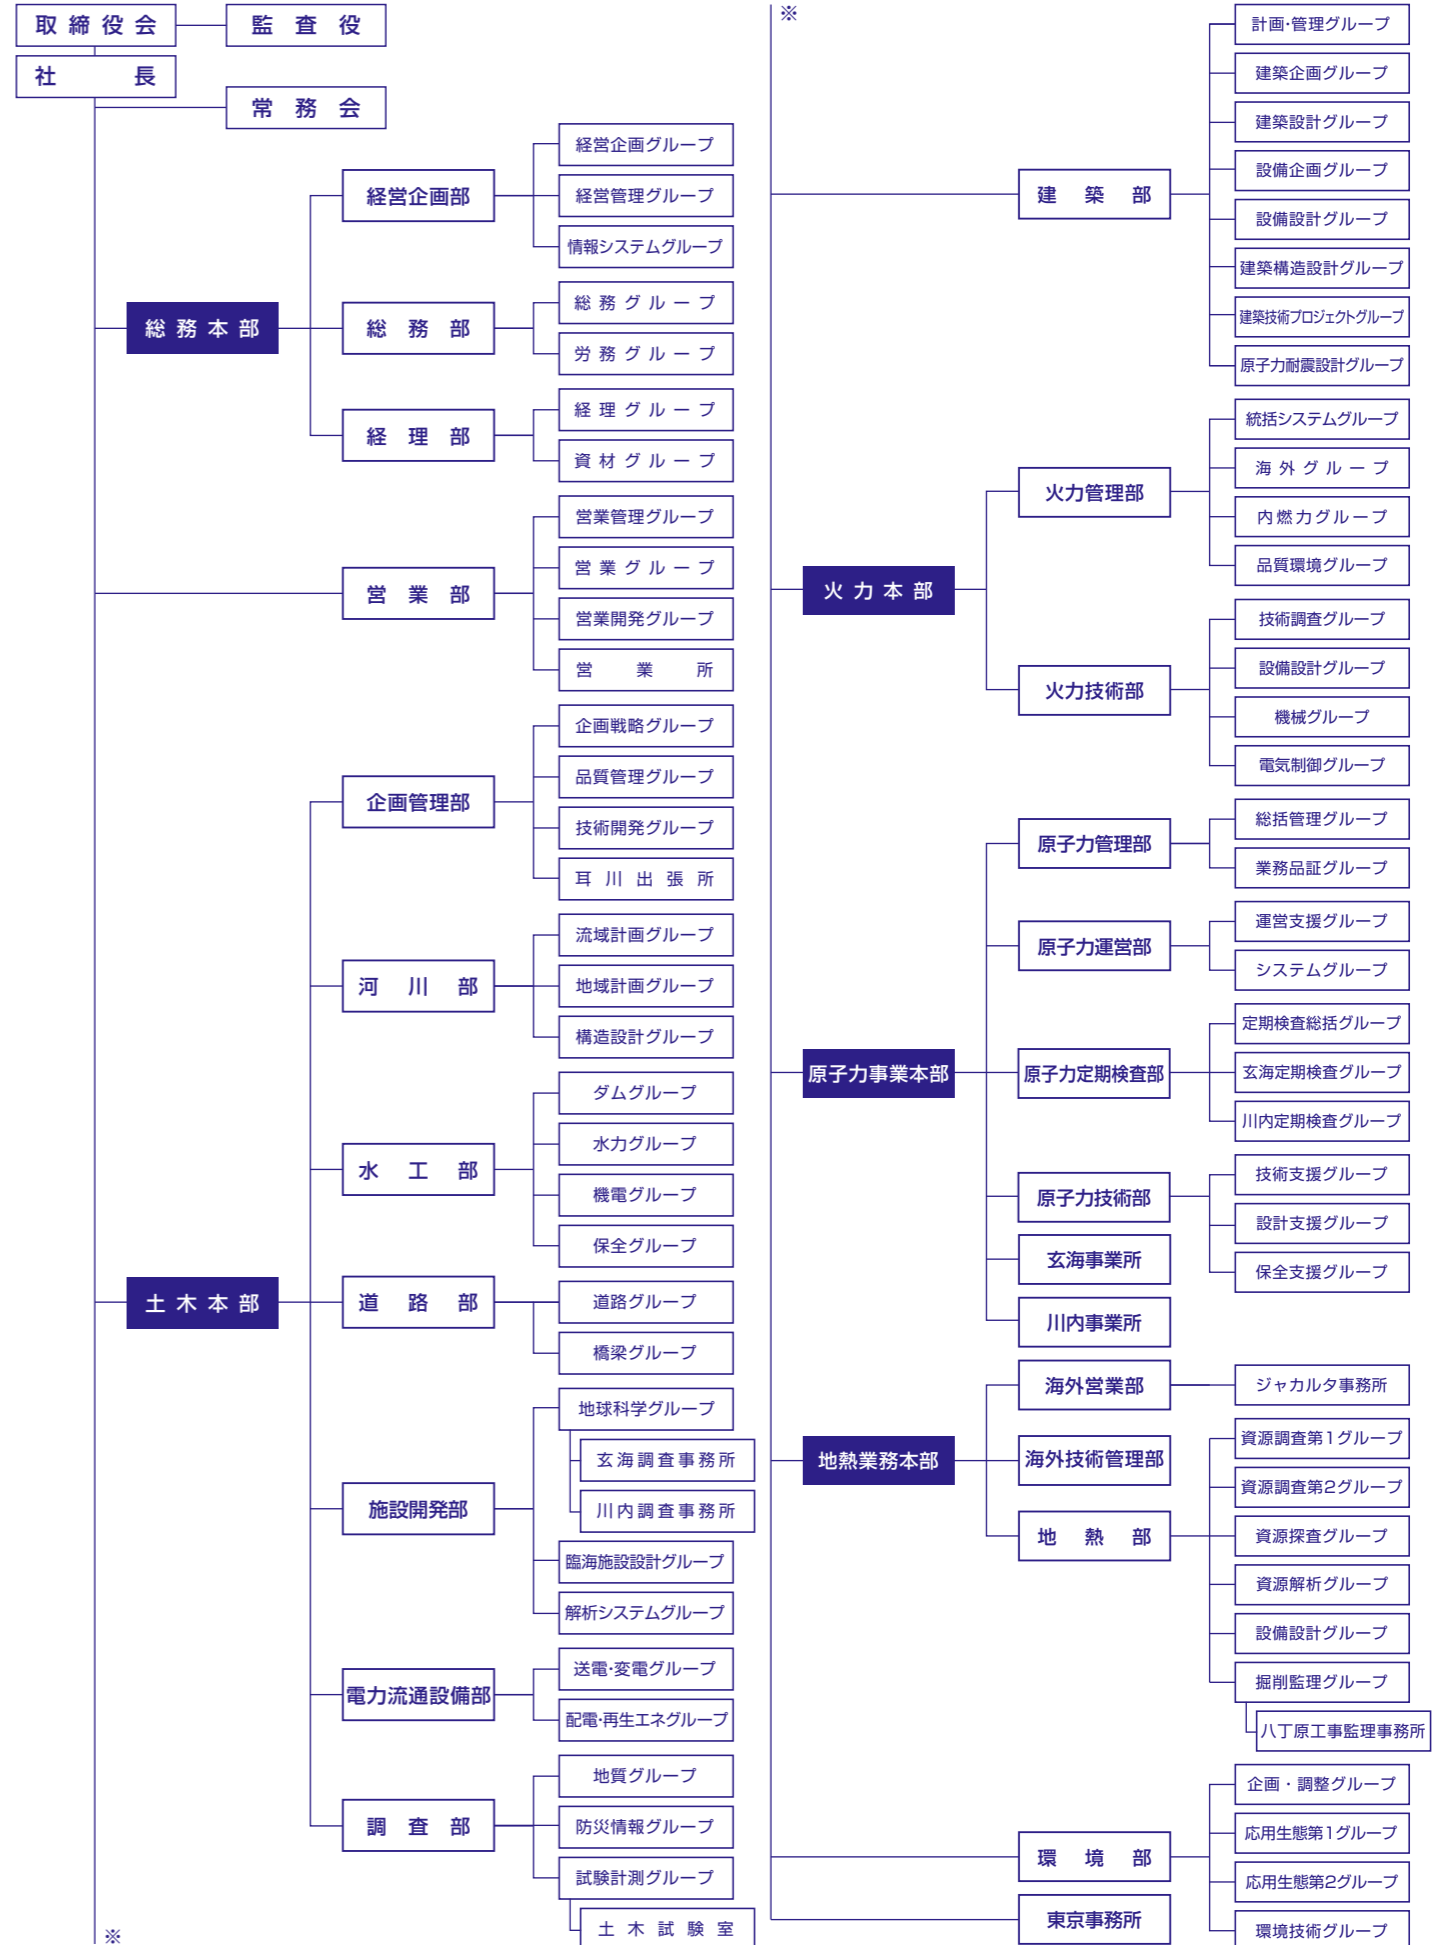 取締役会
監査役
社長
常務会
総務本部
経営企画部
経営企画グループ
経営管理グループ
情報システムグループ
総務部
総務グループ
労務グループ
経理部
経理グループ
資材グループ
営業部
営業管理グループ
営業グループ
営業開発グループ
営業所
土木本部
企画管理部
企画戦略グループ
品質管理グループ
技術開発グループ
耳川出張所
河川部
流域計画グループ
地域計画グループ
構造設計グループ
水工部
ダムグループ
水力グループ
機電グループ
保全グループ
道路部
道路グループ
橋梁グループ
施設開発部
地球科学グループ
玄海調査事務所
川内調査事務所
臨海施設設計グループ
解析システムグループ
電力流通設備部
送電・変電グループ
配電・再生エネグループ
調査部
地質グループ
防災情報グループ
試験計測グループ
土木試験室
※
※
建築部
計画・管理グループ
建築企画グループ
建築設計グループ
設備企画グループ
設備設計グループ
建築構造設計グループ
建築技術プロジェクトグループ
原子力耐震設計グループ
火力本部
火力管理部
統括システムグループ
海外グループ
内燃力グループ
品質環境グループ
火力技術部
技術調査グループ
設備設計グループ
機械グループ
電気制御グループ
原子力事業本部
原子力管理部
総括管理グループ
業務品証グループ
原子力運営部
運営支援グループ
システムグループ
原子力定期検査部
定期検査総括グループ
玄海定期検査グループ
川内定期検査グループ
原子力技術部
技術支援グループ
設計支援グループ
保全支援グループ
玄海事業所
川内事業所
地熱業務本部
海外営業部
ジャカルタ事務所
海外技術管理部
地熱部
資源調査第1グループ
資源調査第2グループ
資源探査グループ
資源解析グループ
設備設計グループ
掘削監理グループ
八丁原工事監理事務所
環境部
企画・調整グループ
応用生態第1グループ
応用生態第2グループ
環境技術グループ
東京事務所